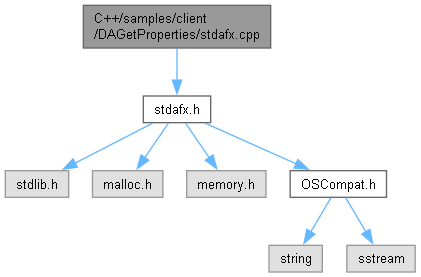 C++/samples/client
/DAGetProperties/stdafx.cpp
stdafx.h
stdlib.h
malloc.h
memory.h
OSCompat.h
string
sstream